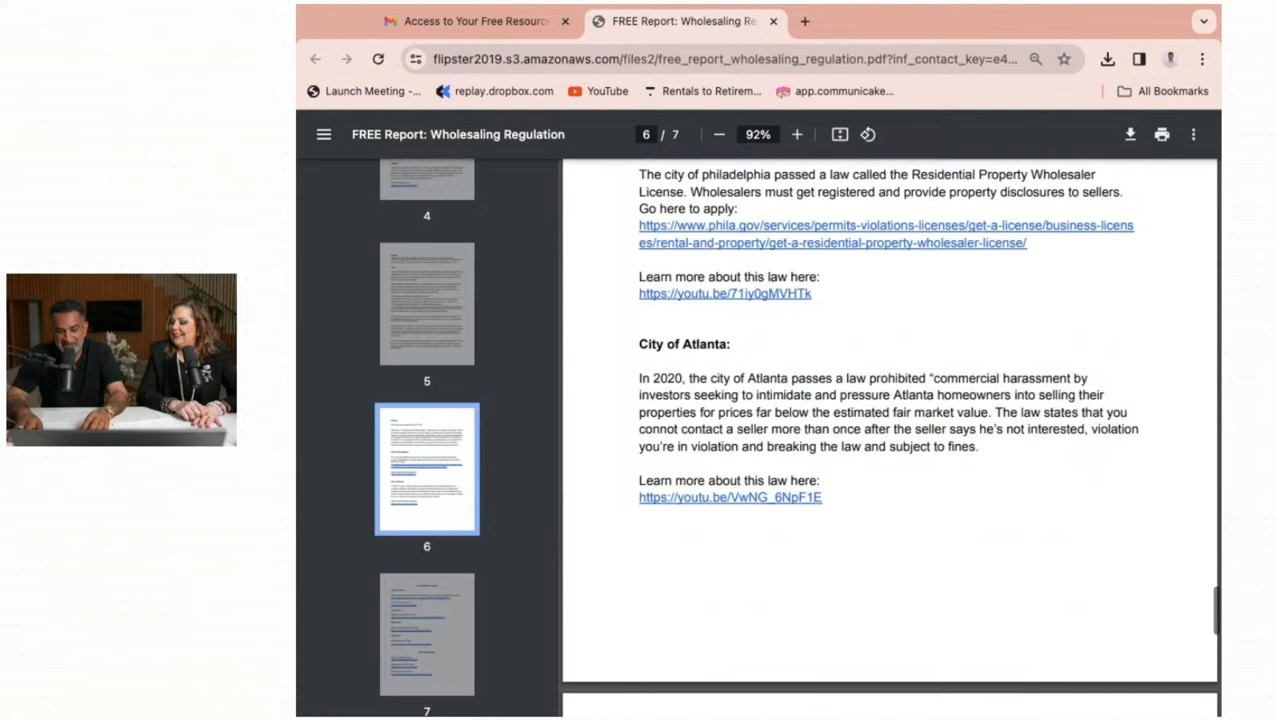 Access to Your Free Resourc
FREE Report: Wholesaling Re
flipster2019.s3.amazonaws.com/files2/free_report_wholesaling_regulation.pdf?inf_contact_key=e4...
Launch Meeting -...
replay.dropbox.com
YouTube
Rentals to Retirem...
app.communicake...
All Bookmarks
FREE Report: Wholesaling Regulation
6 / 7
92%
4
5
6
7
The city of philadelphia passed a law called the Residential Property Wholesaler
License. Wholesalers must get registered and provide property disclosures to sellers.
Go here to apply:
https://www.phila.gov/services/permits-violations-licenses/get-a-license/business-licens
es/rental-and-property/get-a-residential-property-wholesaler-license/
Learn more about this law here:
https://youtu.be/71iy0gMVHTk
City of Atlanta:
In 2020, the city of Atlanta passes a law prohibited “commercial harassment by
investors seeking to intimidate and pressure Atlanta homeowners into selling their
properties for prices far below the estimated fair market value. The law states that you
connot contact a seller more than once after the seller says he’s not interested, violation
you’re in violation and breaking the law and subject to fines.
Learn more about this law here:
https://youtu.be/VwNG_6NpF1E